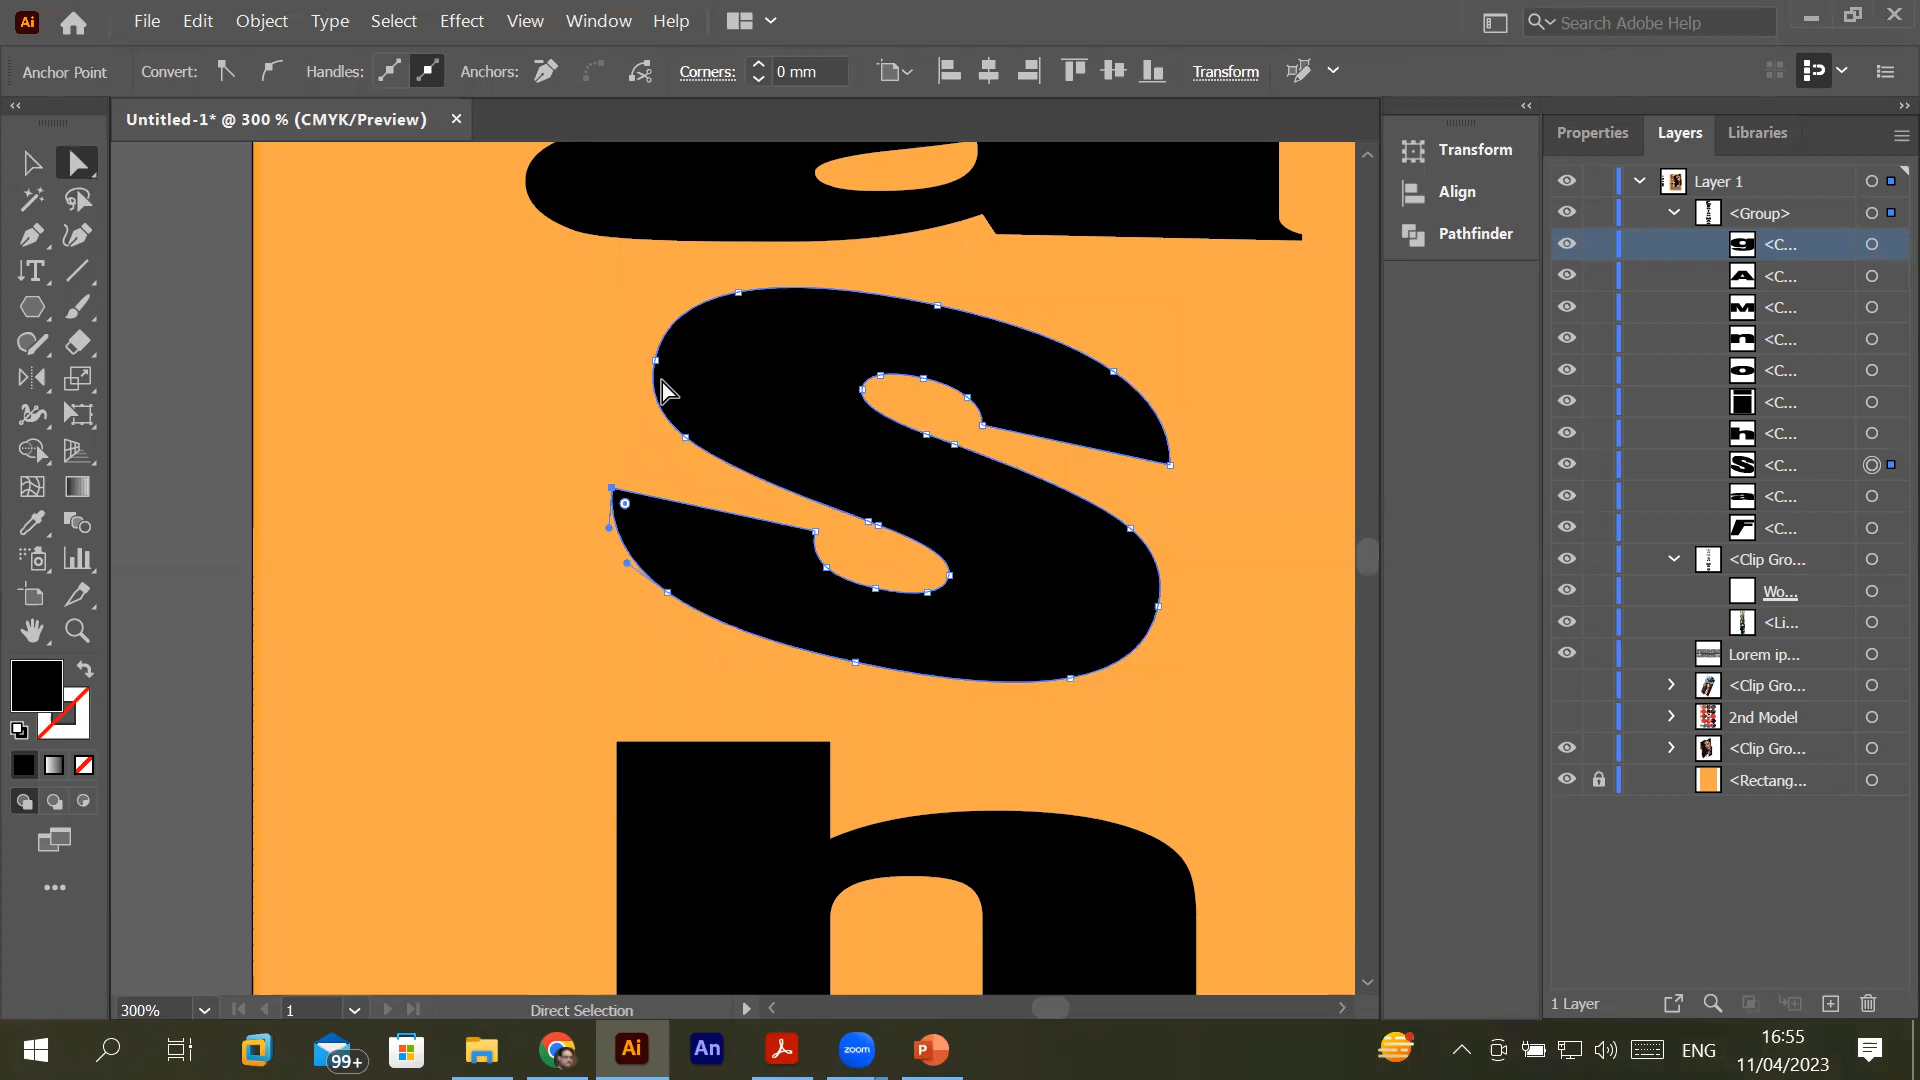 Ai File Edit Object Type Select Effect View Window Help Search Adobe Help
Anchor Point Convert: Handles: Anchors: Corners: 0 mm Transform
Untitled-1* @ 300 % (CMYK/Preview)
Transform
Align
Pathfinder
Properties Layers Libraries
Layer 1
<Group>
g <C...
A <C...
M <C...
n <C...
o <C...
<C...
h <C...
S <C...
a <C...
F <C...
<Clip Gro...
Wo...
<Li...
Lorem ip...
<Clip Gro...
2nd Model
<Clip Gro...
<Rectang...
a
s
h
300% 1 Direct Selection
1 Layer
99+ Ai An zoom P ENG
16:55
11/04/2023